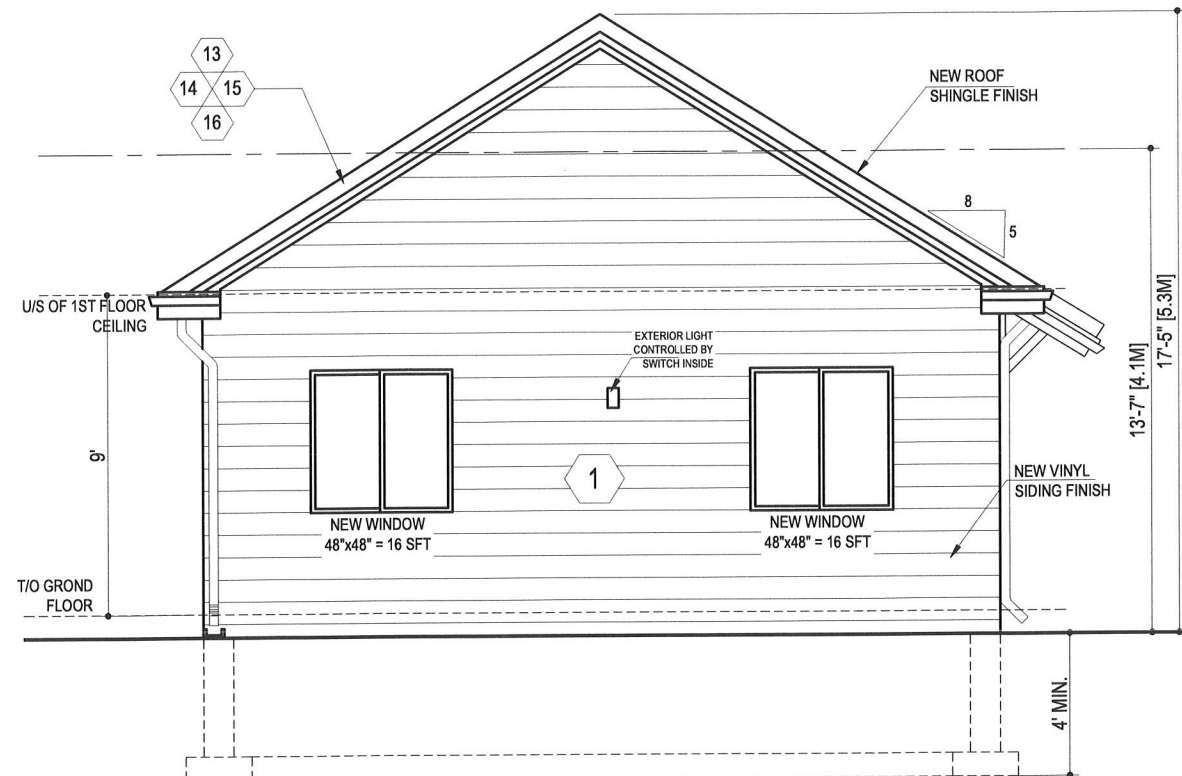 13
14 15
16
NEW ROOF
SHINGLE FINISH
8
5
U/S OF 1ST FLOOR
CEILING
EXTERIOR LIGHT
CONTROLLED BY
SWITCH INSIDE
13'-7" [4.1M]
17'-5" [5.3M]
9'
1
NEW VINYL
SIDING FINISH
NEW WINDOW
48"x48" = 16 SFT
NEW WINDOW
48"x48" = 16 SFT
T/O GROND
FLOOR
4' MIN.